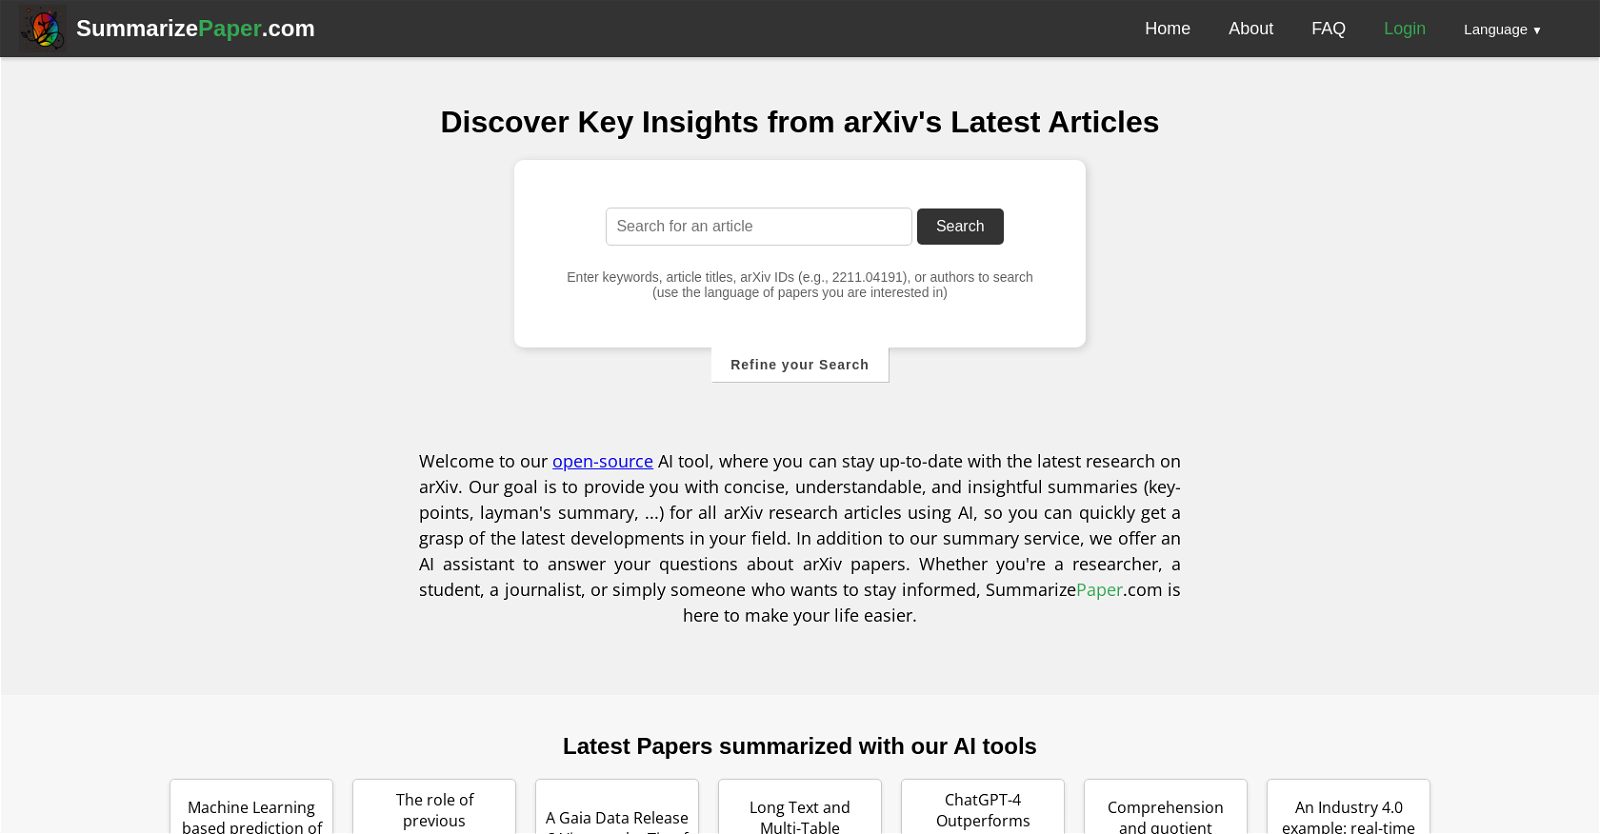 SummarizePaper.com
Home
About
FAQ
Login
Language ▼
Discover Key Insights from arXiv's Latest Articles
Search for an article
Search
Enter keywords, article titles, arXiv IDs (e.g., 2211.04191), or authors to search
(use the language of papers you are interested in)
Refine your Search
Welcome to our open-source AI tool, where you can stay up-to-date with the latest research on
arXiv. Our goal is to provide you with concise, understandable, and insightful summaries (key-
points, layman's summary, ...) for all arXiv research articles using AI, so you can quickly get a
grasp of the latest developments in your field. In addition to our summary service, we offer an
AI assistant to answer your questions about arXiv papers. Whether you're a researcher, a
student, a journalist, or simply someone who wants to stay informed, SummarizePaper.com is
here to make your life easier.
Latest Papers summarized with our AI tools
Machine Learning
based prediction of
The role of
previous
A Gaia Data Release
Long Text and
Multi-Table
ChatGPT-4
Outperforms
Comprehension
and quotient
An Industry 4.0
example: real-time